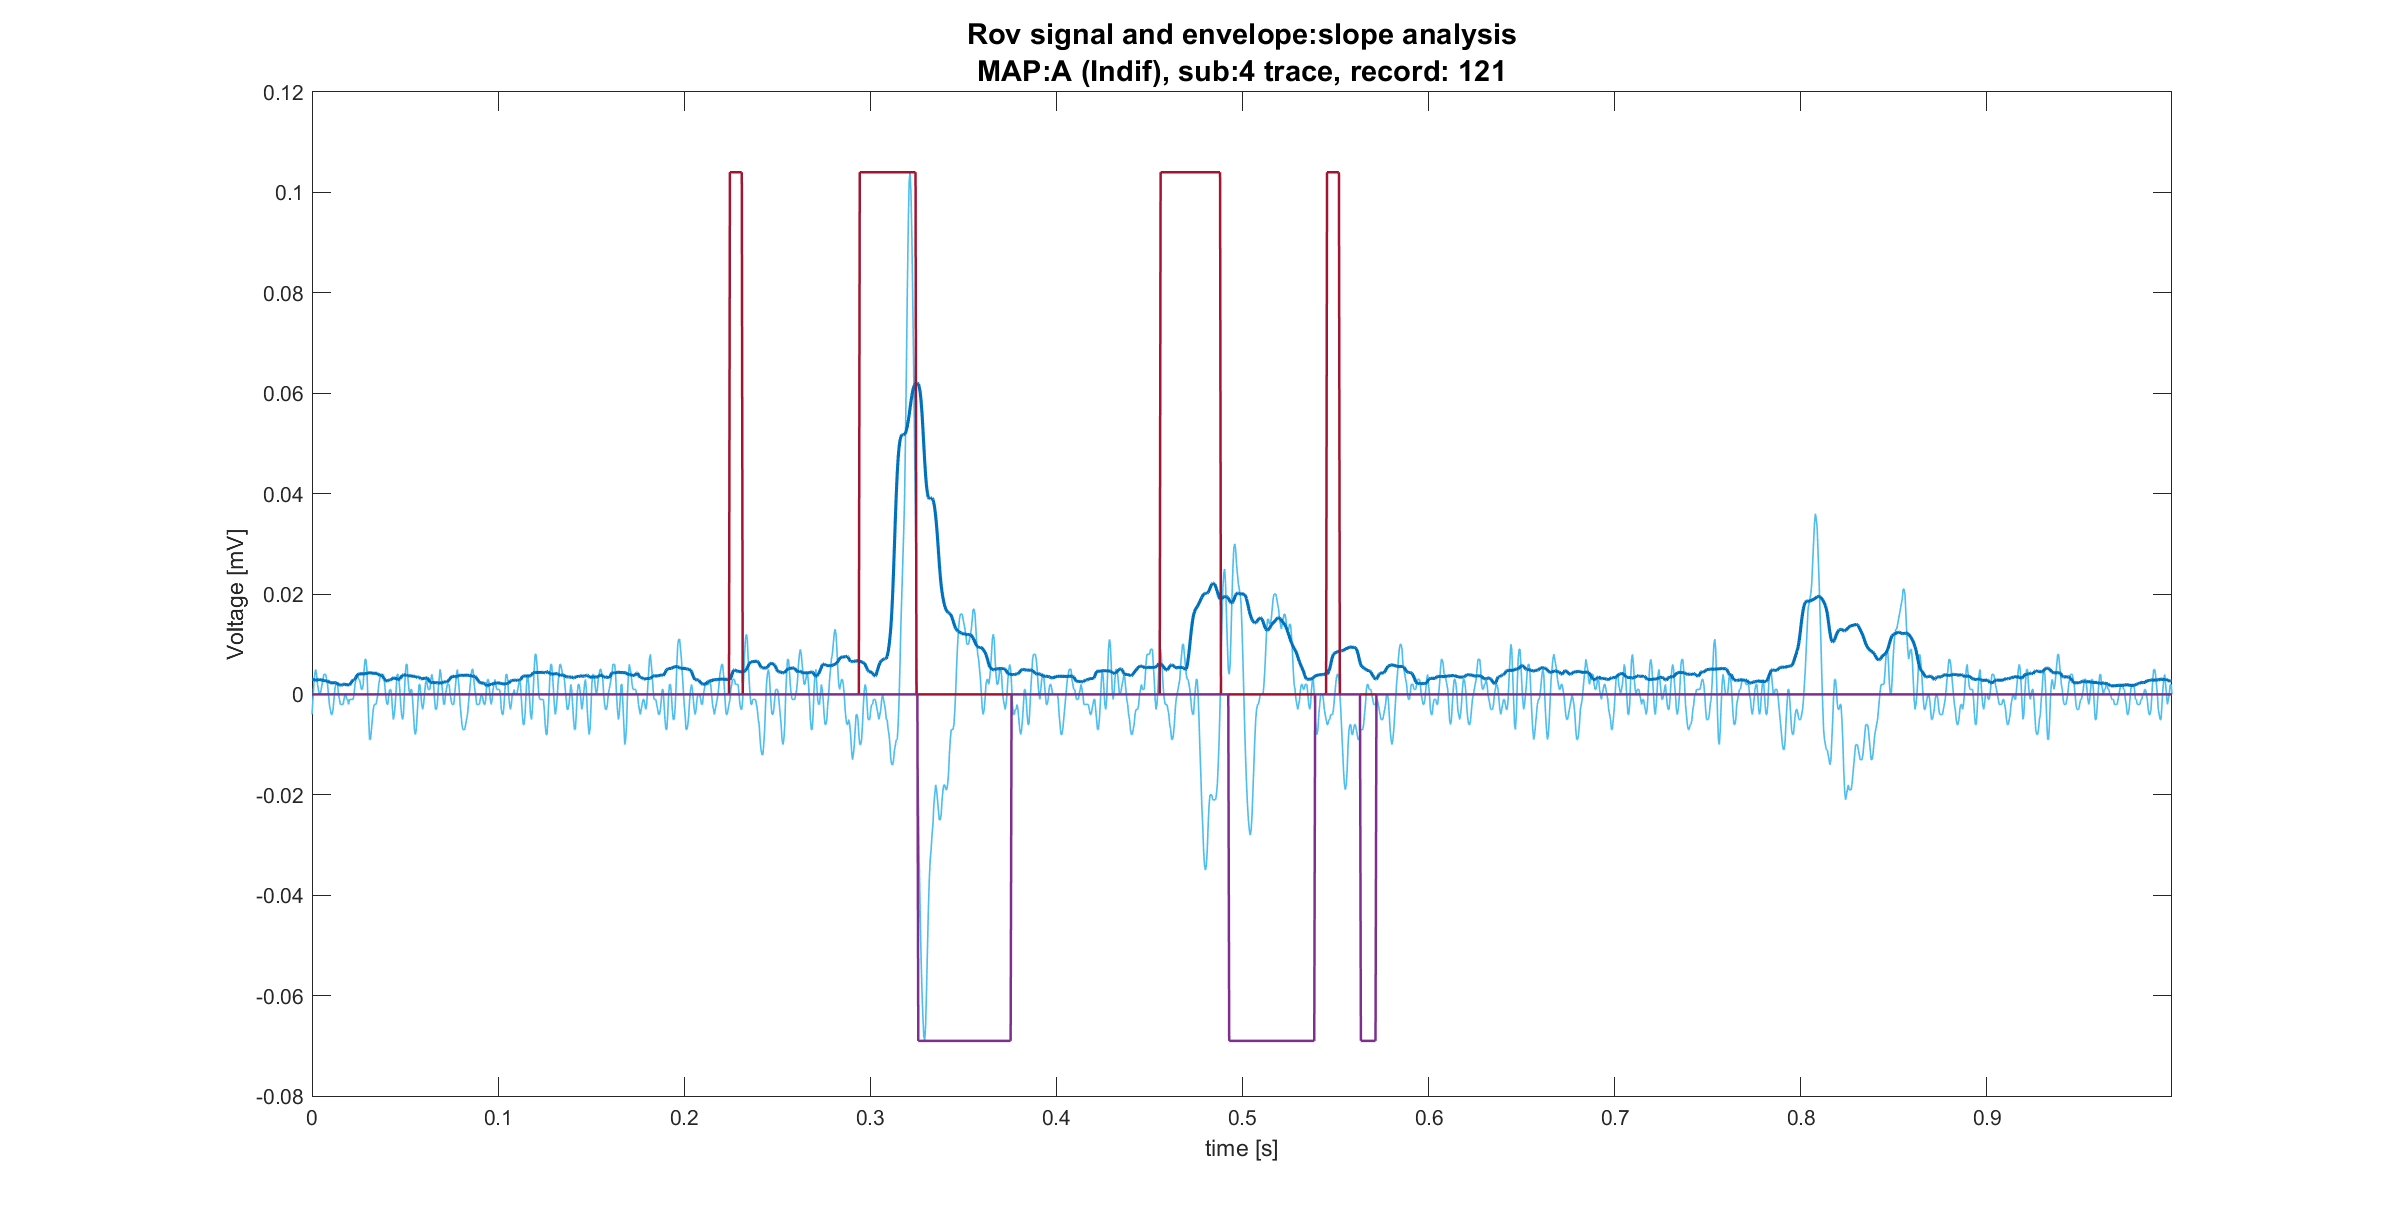 Rov signal and envelope:slope analysis
MAP:A (Indif), sub:4 trace, record: 121
0.12
0.1
0.08
0.06
0.04
0.02
0
-0.02
-0.04
-0.06
-0.08
Voltage [mV]
0 0.1 0.2 0.3 0.4 0.5 0.6 0.7 0.8 0.9
time [s]